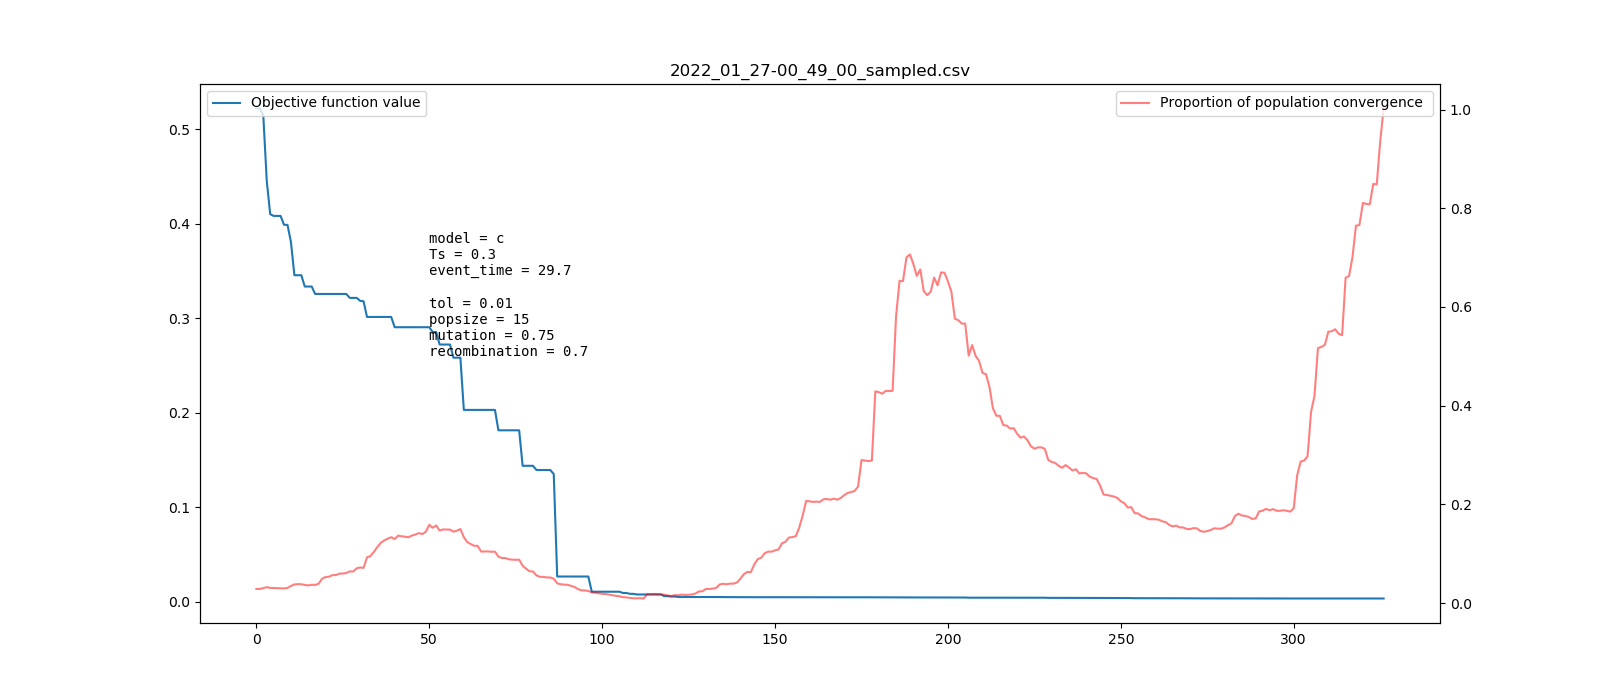 2022_01_27-00_49_00_sampled.csv
Objective function value
Proportion of population convergence
0.5
0.4
0.3
0.2
0.1
0.0
1.0
0.8
0.6
0.4
0.2
0.0
model = c
Ts = 0.3
event_time = 29.7
tol = 0.01
popsize = 15
mutation = 0.75
recombination = 0.7
0
50
100
150
200
250
300